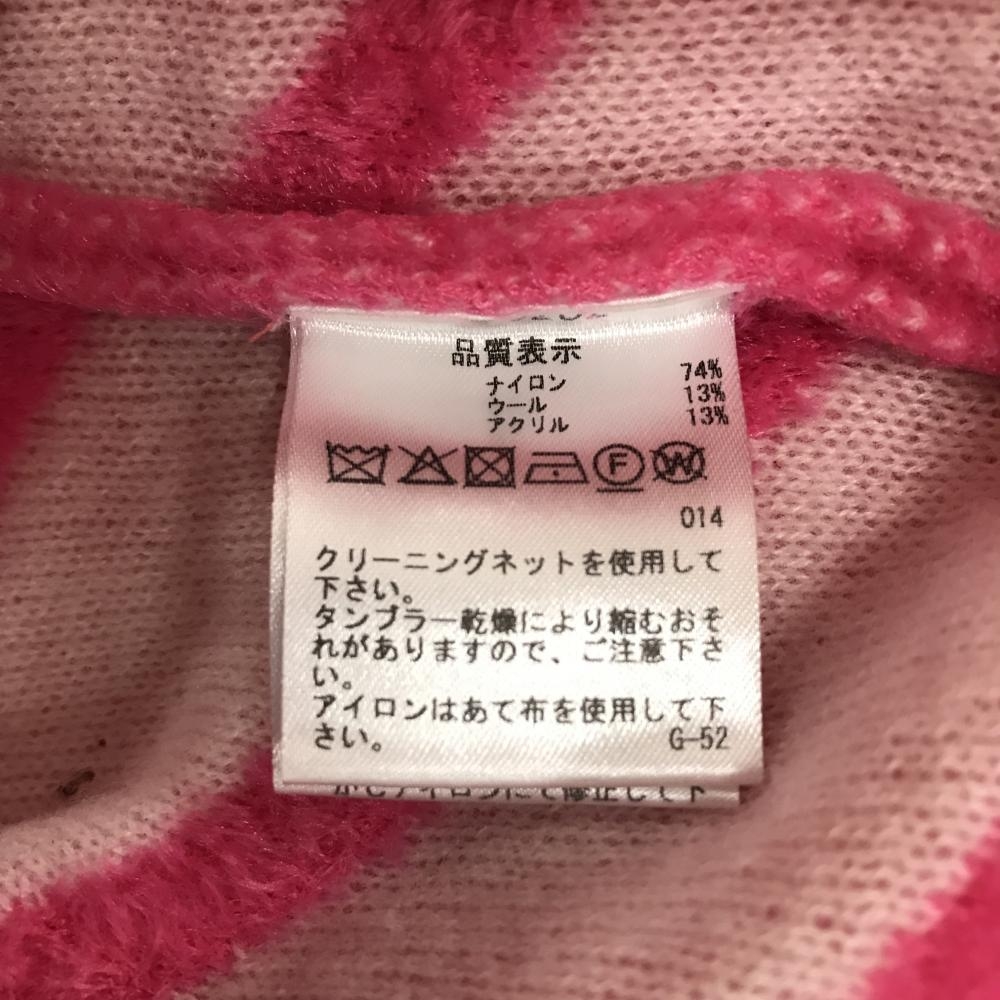 品質表示
ナイロン 74%
ウール 13%
アクリル 13%
F W
014
クリーニングネットを使用して
下さい。
タンブラー乾燥により縮むおそ
れがありますので、ご注意下さ
い。
アイロンはあて布を使用して下
さい。 G-52